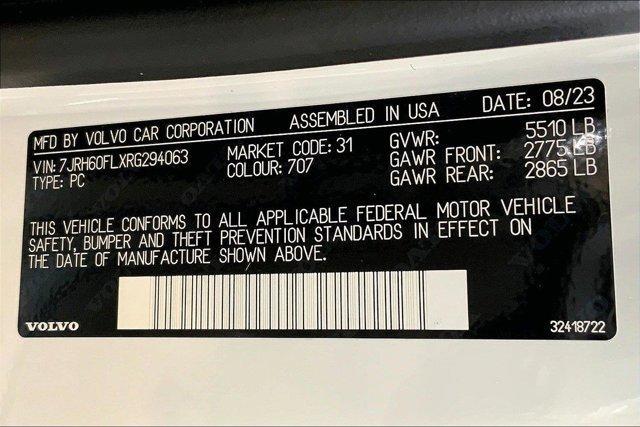 MFD BY VOLVO CAR CORPORATION ASSEMBLED IN USA DATE: 08/23
VIN: 7JRH60FLXRG294063 MARKET CODE: 31 GVWR: 5510 LB
TYPE: PC COLOUR: 707 GAWR FRONT: 2775 LB
GAWR REAR: 2865 LB
THIS VEHICLE CONFORMS TO ALL APPLICABLE FEDERAL MOTOR VEHICLE
SAFETY, BUMPER AND THEFT PREVENTION STANDARDS IN EFFECT ON
THE DATE OF MANUFACTURE SHOWN ABOVE.
VOLVO 32418722